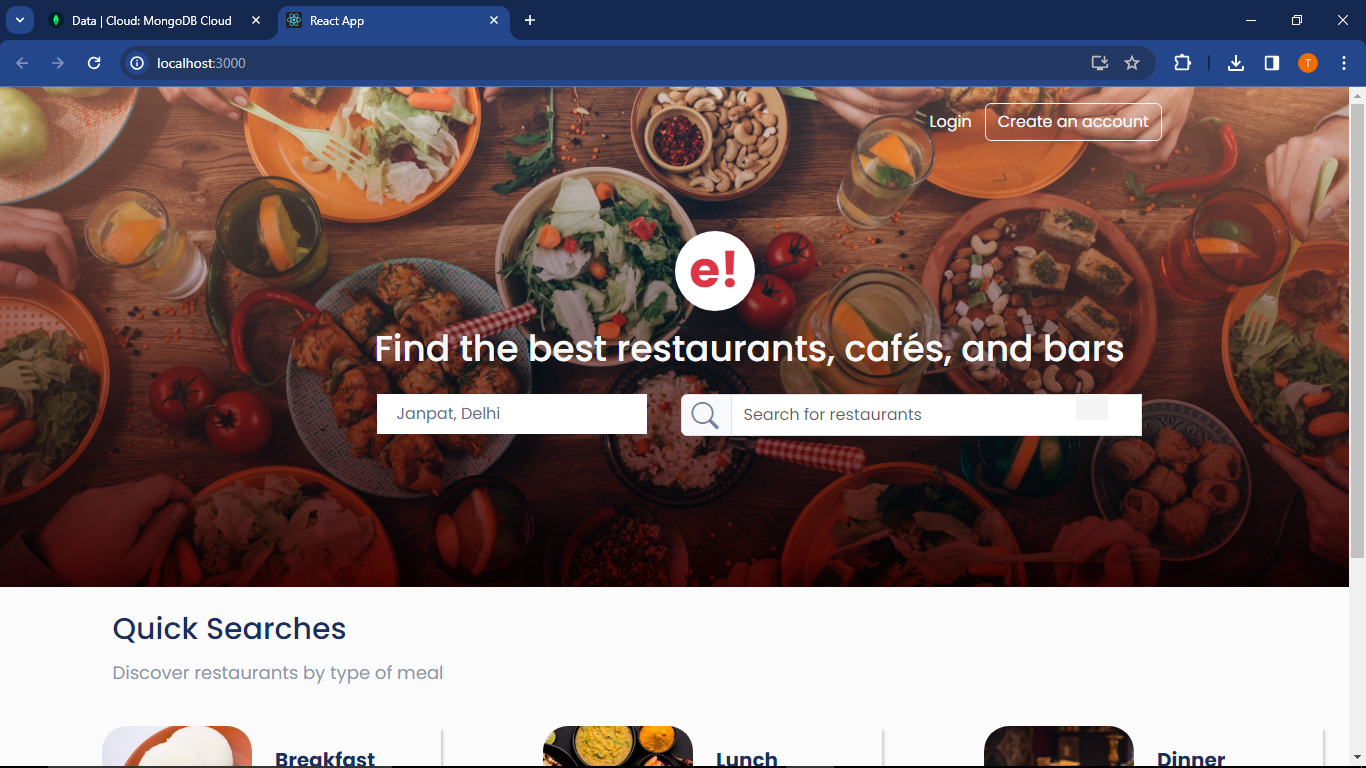 Data | Cloud: MongoDB Cloud
React App
localhost:3000
T
Login
Create an account
e!
Find the best restaurants, cafés, and bars
Janpat, Delhi
Search for restaurants
Quick Searches
Discover restaurants by type of meal
Breakfast
Lunch
Dinner